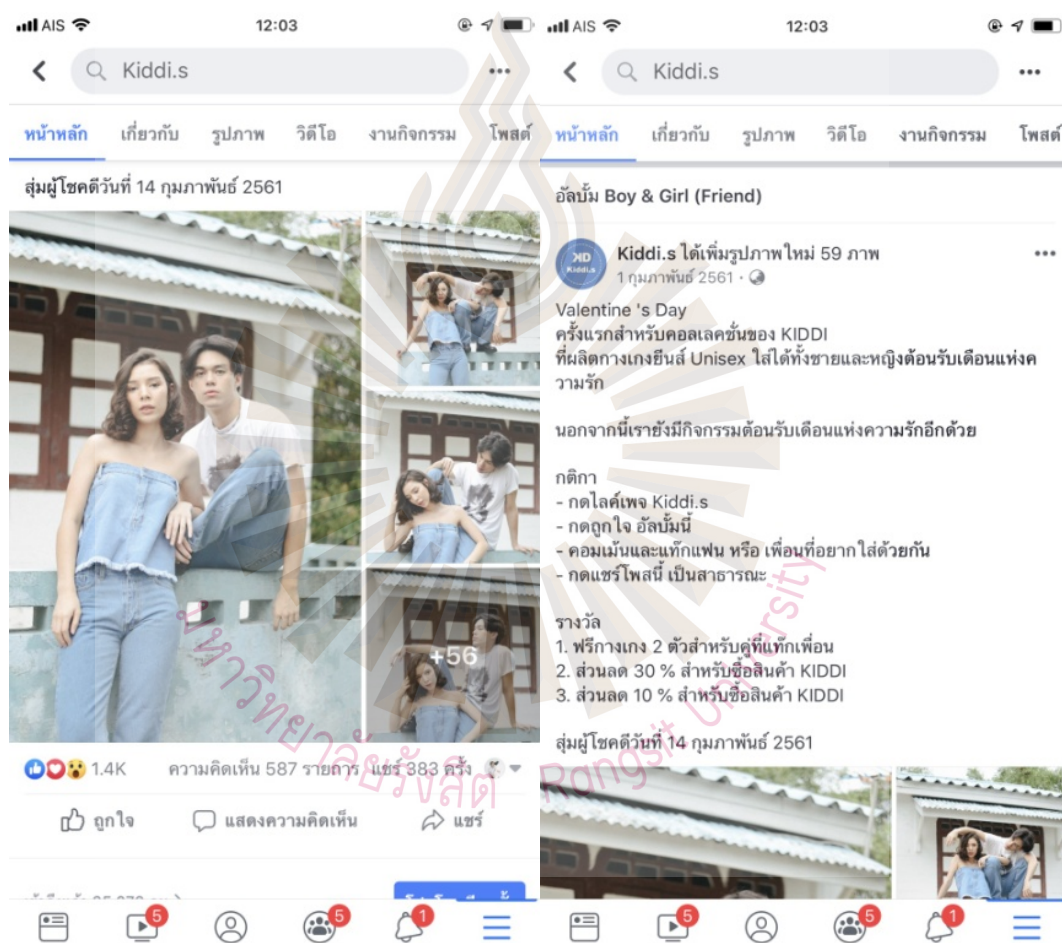 AIS 12:03
Kiddi.s
หน้าหลัก เกี่ยวกับ รูปภาพ วิดีโอ งานกิจกรรม โพสต์
สุ่มผู้โชคดีวันที่ 14 กุมภาพันธ์ 2561
+56
1.4K ความคิดเห็น 587 รายการ แชร์ 383 ครั้ง
ถูกใจ แสดงความคิดเห็น แชร์
5 5 1
AIS 12:03
Kiddi.s
หน้าหลัก เกี่ยวกับ รูปภาพ วิดีโอ งานกิจกรรม โพสต์
อัลบั้ม Boy & Girl (Friend)
KD
Kiddi.s
Kiddi.s ได้เพิ่มรูปภาพใหม่ 59 ภาพ
1 กุมภาพันธ์ 2561 ·
Valentine 's Day
ครั้งแรกสำหรับคอลเลคชั่นของ KIDDI
ที่ผลิตกางเกงยีนส์ Unisex ใส่ได้ทั้งชายและหญิงต้อนรับเดือนแห่งค
วามรัก
นอกจากนี้เรายังมีกิจกรรมต้อนรับเดือนแห่งความรักอีกด้วย
กติกา
- กดไลค์เพจ Kiddi.s
- กดถูกใจ อัลบั้มนี้
- คอมเม้นและแท๊กแฟน หรือ เพื่อนที่อยากใส่ด้วยกัน
- กดแชร์โพสนี้ เป็นสาธารณะ
รางวัล
1. ฟรีกางเกง 2 ตัวสำหรับคู่ที่แท๊กเพื่อน
2. ส่วนลด 30 % สำหรับซื้อสินค้า KIDDI
3. ส่วนลด 10 % สำหรับซื้อสินค้า KIDDI
สุ่มผู้โชคดีวันที่ 14 กุมภาพันธ์ 2561
5 5 1
มหาวิทยาลัยรังสิต Rangsit University